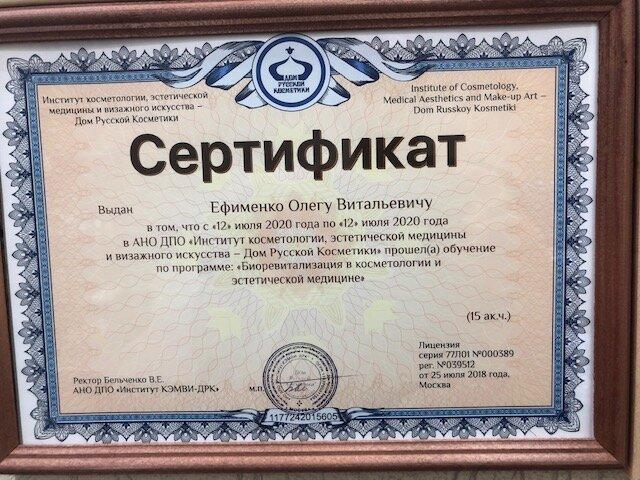 ДОМ
РУССКОЙ
КОСМЕТИКИ
Институт косметологии, эстетической
медицины и визажного искусства –
Дом Русской Косметики
Institute of Cosmetology,
Medical Aesthetics and Make-up Art –
Dom Russkoy Kosmetiki
Сертификат
Выдан Ефименко Олегу Витальевичу
в том, что с «12» июля 2020 года по «12» июля 2020 года
в АНО ДПО «Институт косметологии, эстетической медицины
и визажного искусства – Дом Русской Косметики» прошел(а) обучение
по программе: «Биоревитализация в косметологии и
эстетической медицине»
(15 ак.ч.)
Лицензия
серия 77Л01 №000389
рег. №039512
от 25 июля 2018 года,
Москва
Ректор Бельченко В.Е.
АНО ДПО «Институт КЭМВИ-ДРК»
м.п.
1177242015605